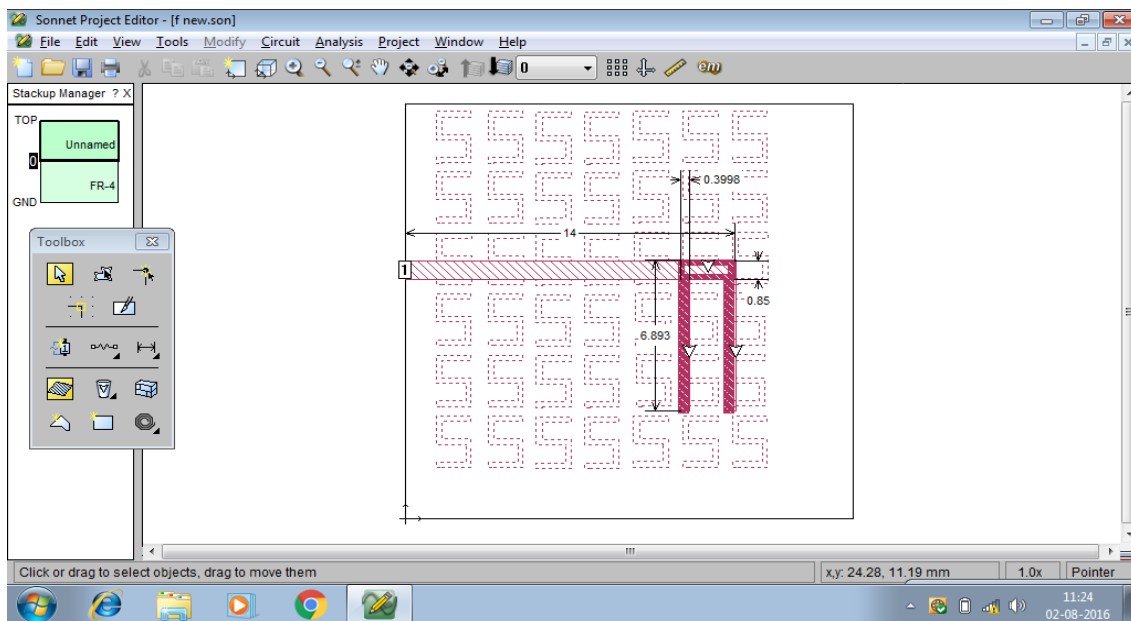 Sonnet Project Editor - [f new.son]
File Edit View Tools Modify Circuit Analysis Project Window Help
0
em
Stackup Manager ? X
TOP
Unnamed
0
FR-4
GND
Toolbox
0.3998
14
1
0.85
6.893
Click or drag to select objects, drag to move them
x,y: 24.28, 11.19 mm
1.0x
Pointer
11:24
02-08-2016